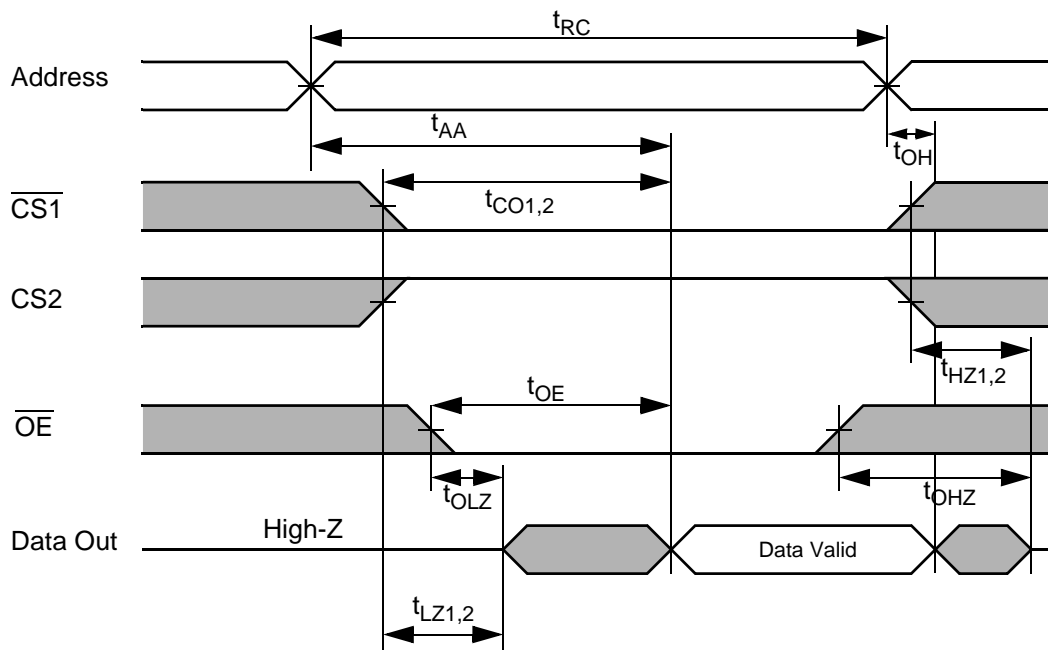 tRC
Address
tAA
tOH
CS1
tCO1,2
CS2
tHZ1,2
tOE
OE
tOLZ
tOHZ
High-Z
Data Out
Data Valid
tLZ1,2